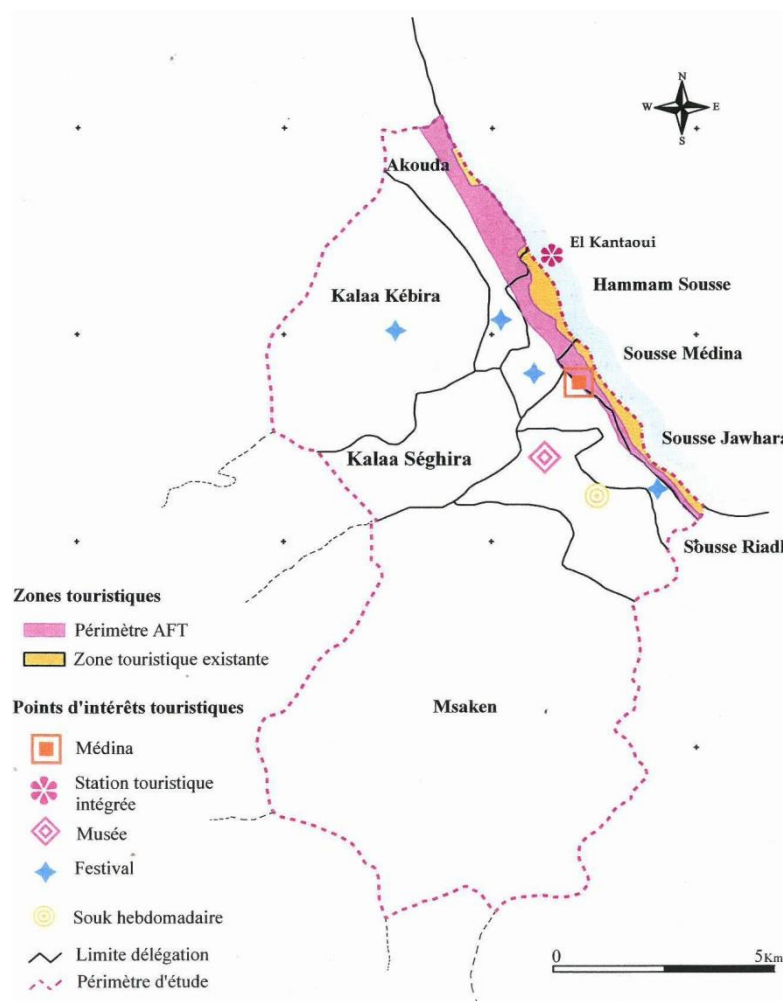 N
W E
S
Akouda
El Kantaoui
Hammam Sousse
Kalaa Kébira
Sousse Médina
Sousse Jawhara
Kalaa Séghira
Sousse Riadh
Zones touristiques
Périmètre AFT
Zone touristique existante
Msaken
Points d'intérêts touristiques
Médina
Station touristique
intégrée
Musée
Festival
Souk hebdomadaire
Limite délégation
Périmètre d'étude
0 5Km